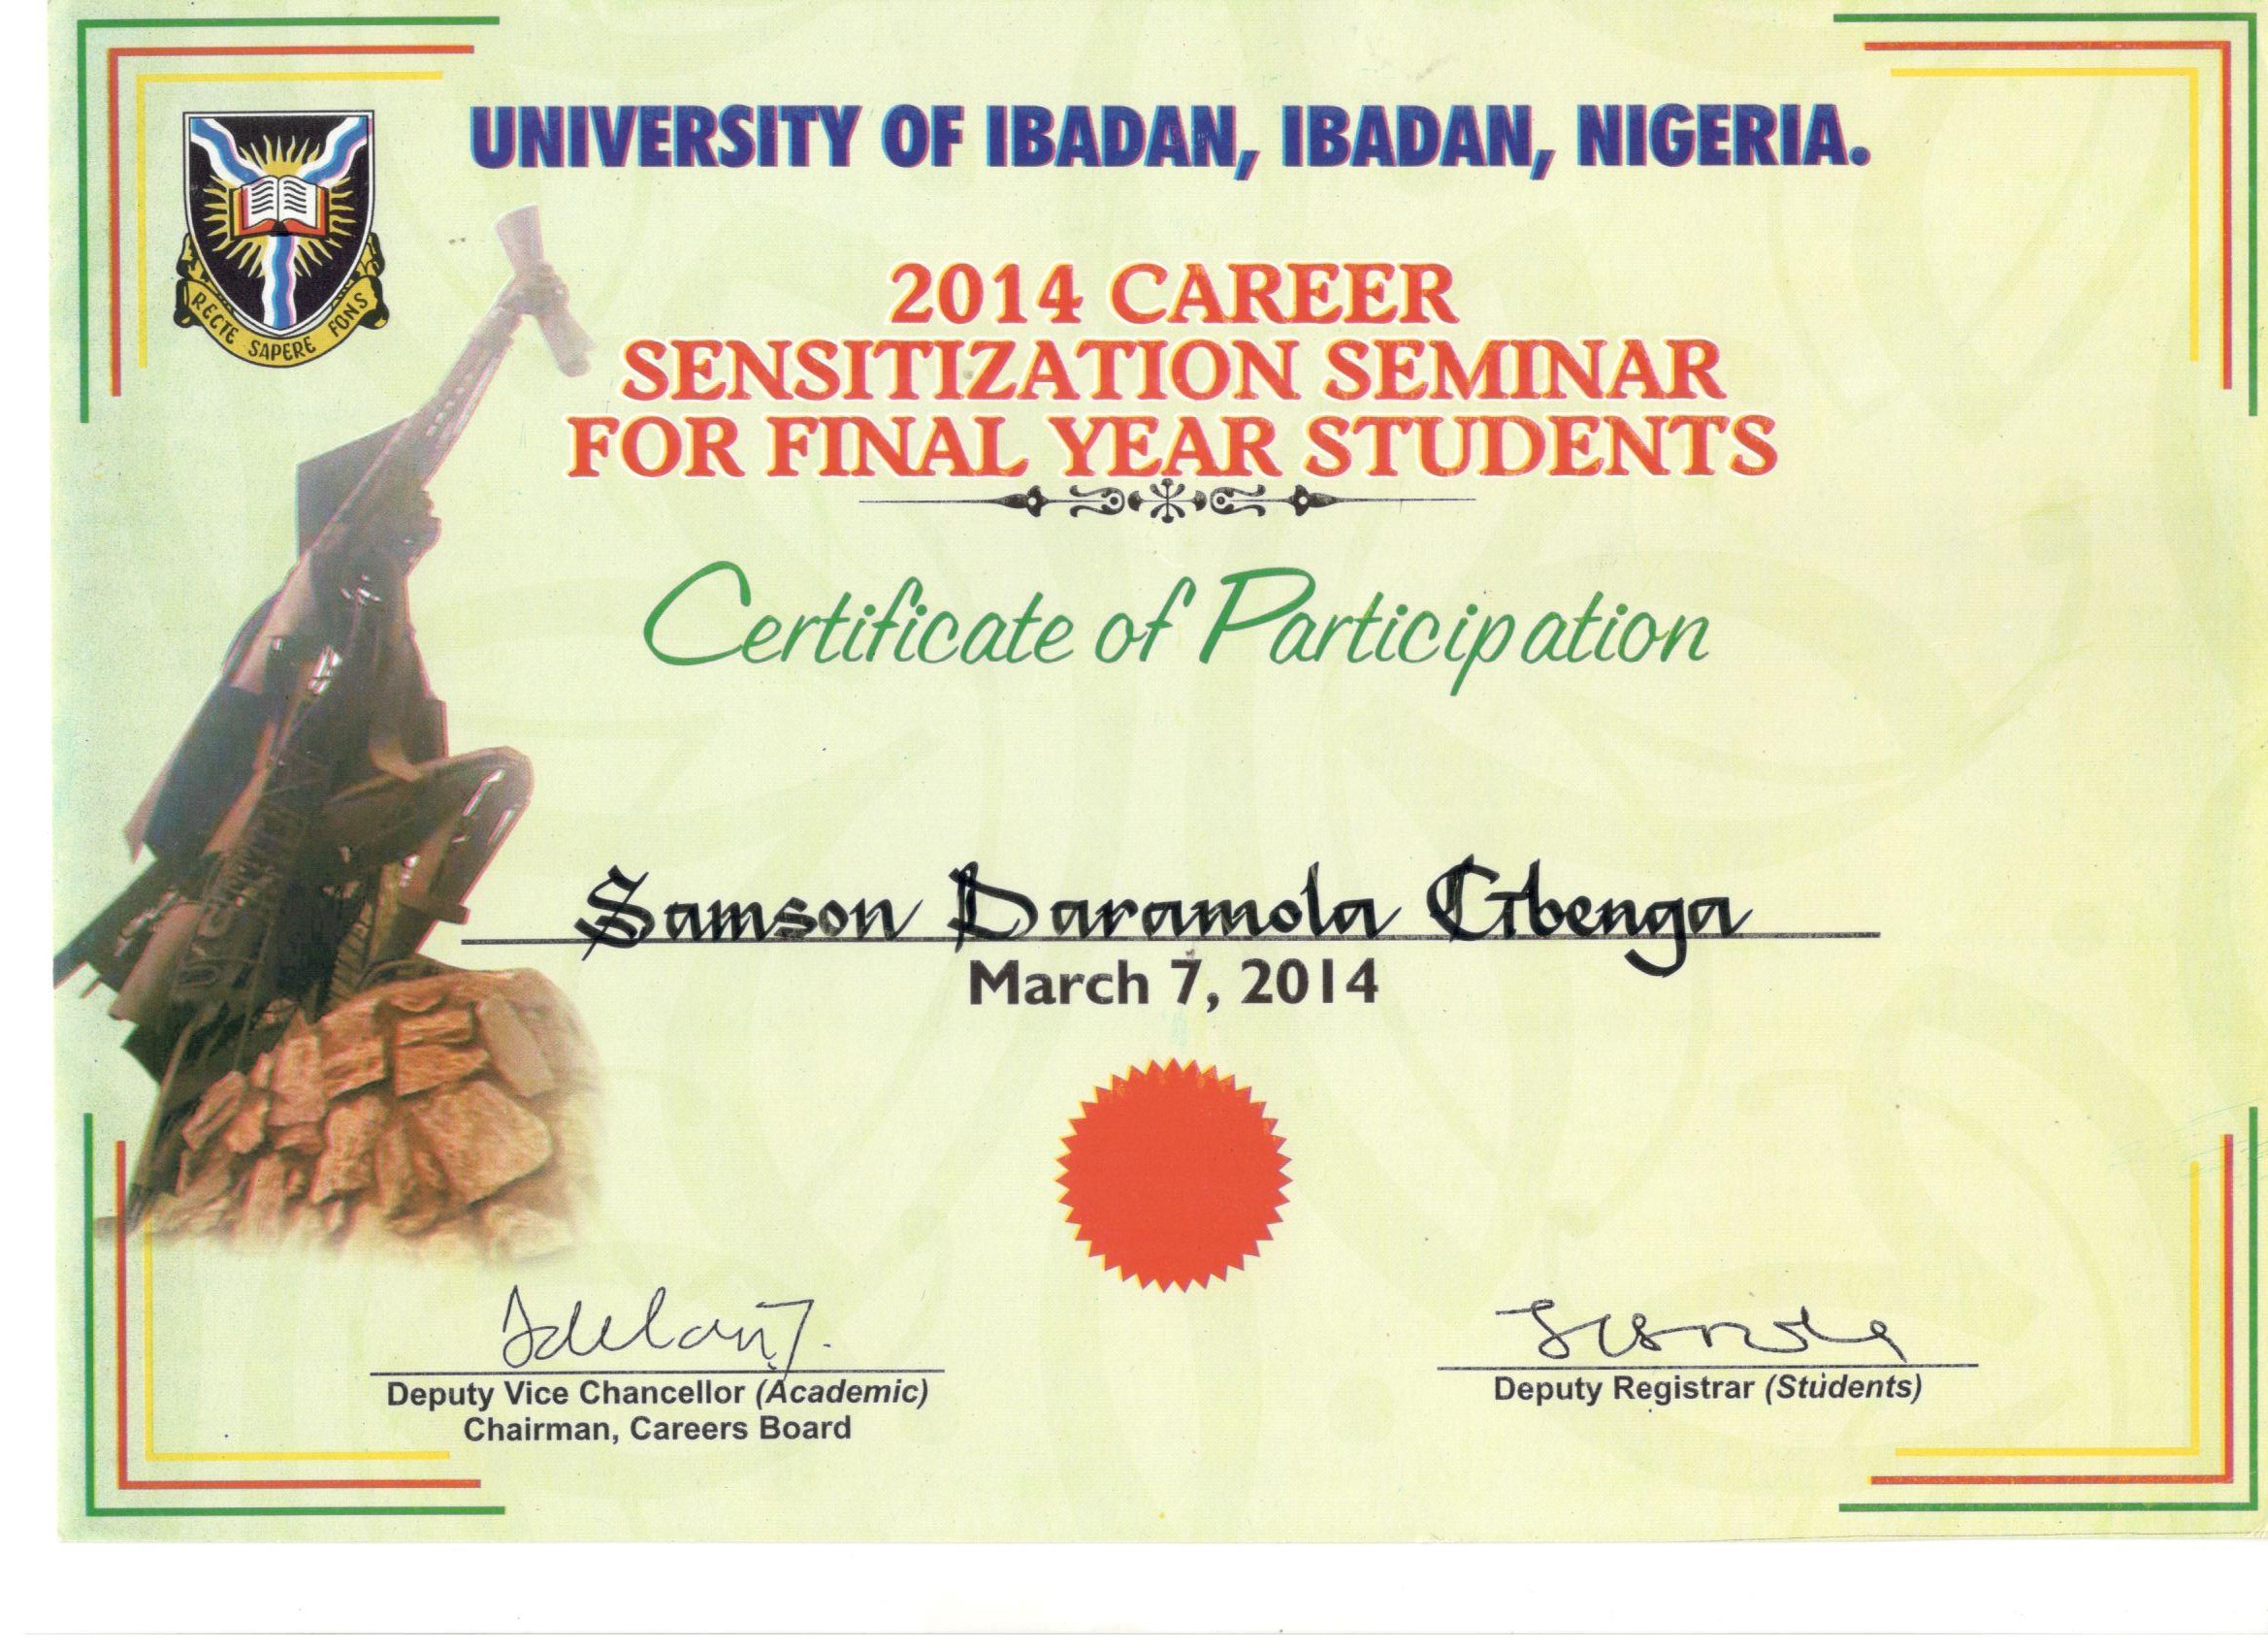 UNIVERSITY OF IBADAN, IBADAN, NIGERIA.
RECTE SAPERE FONS
2014 CAREER
SENSITIZATION SEMINAR
FOR FINAL YEAR STUDENTS
Certificate of Participation
Samson Daramola Gbenga
March 7, 2014
Deputy Vice Chancellor (Academic)
Chairman, Careers Board
Deputy Registrar (Students)